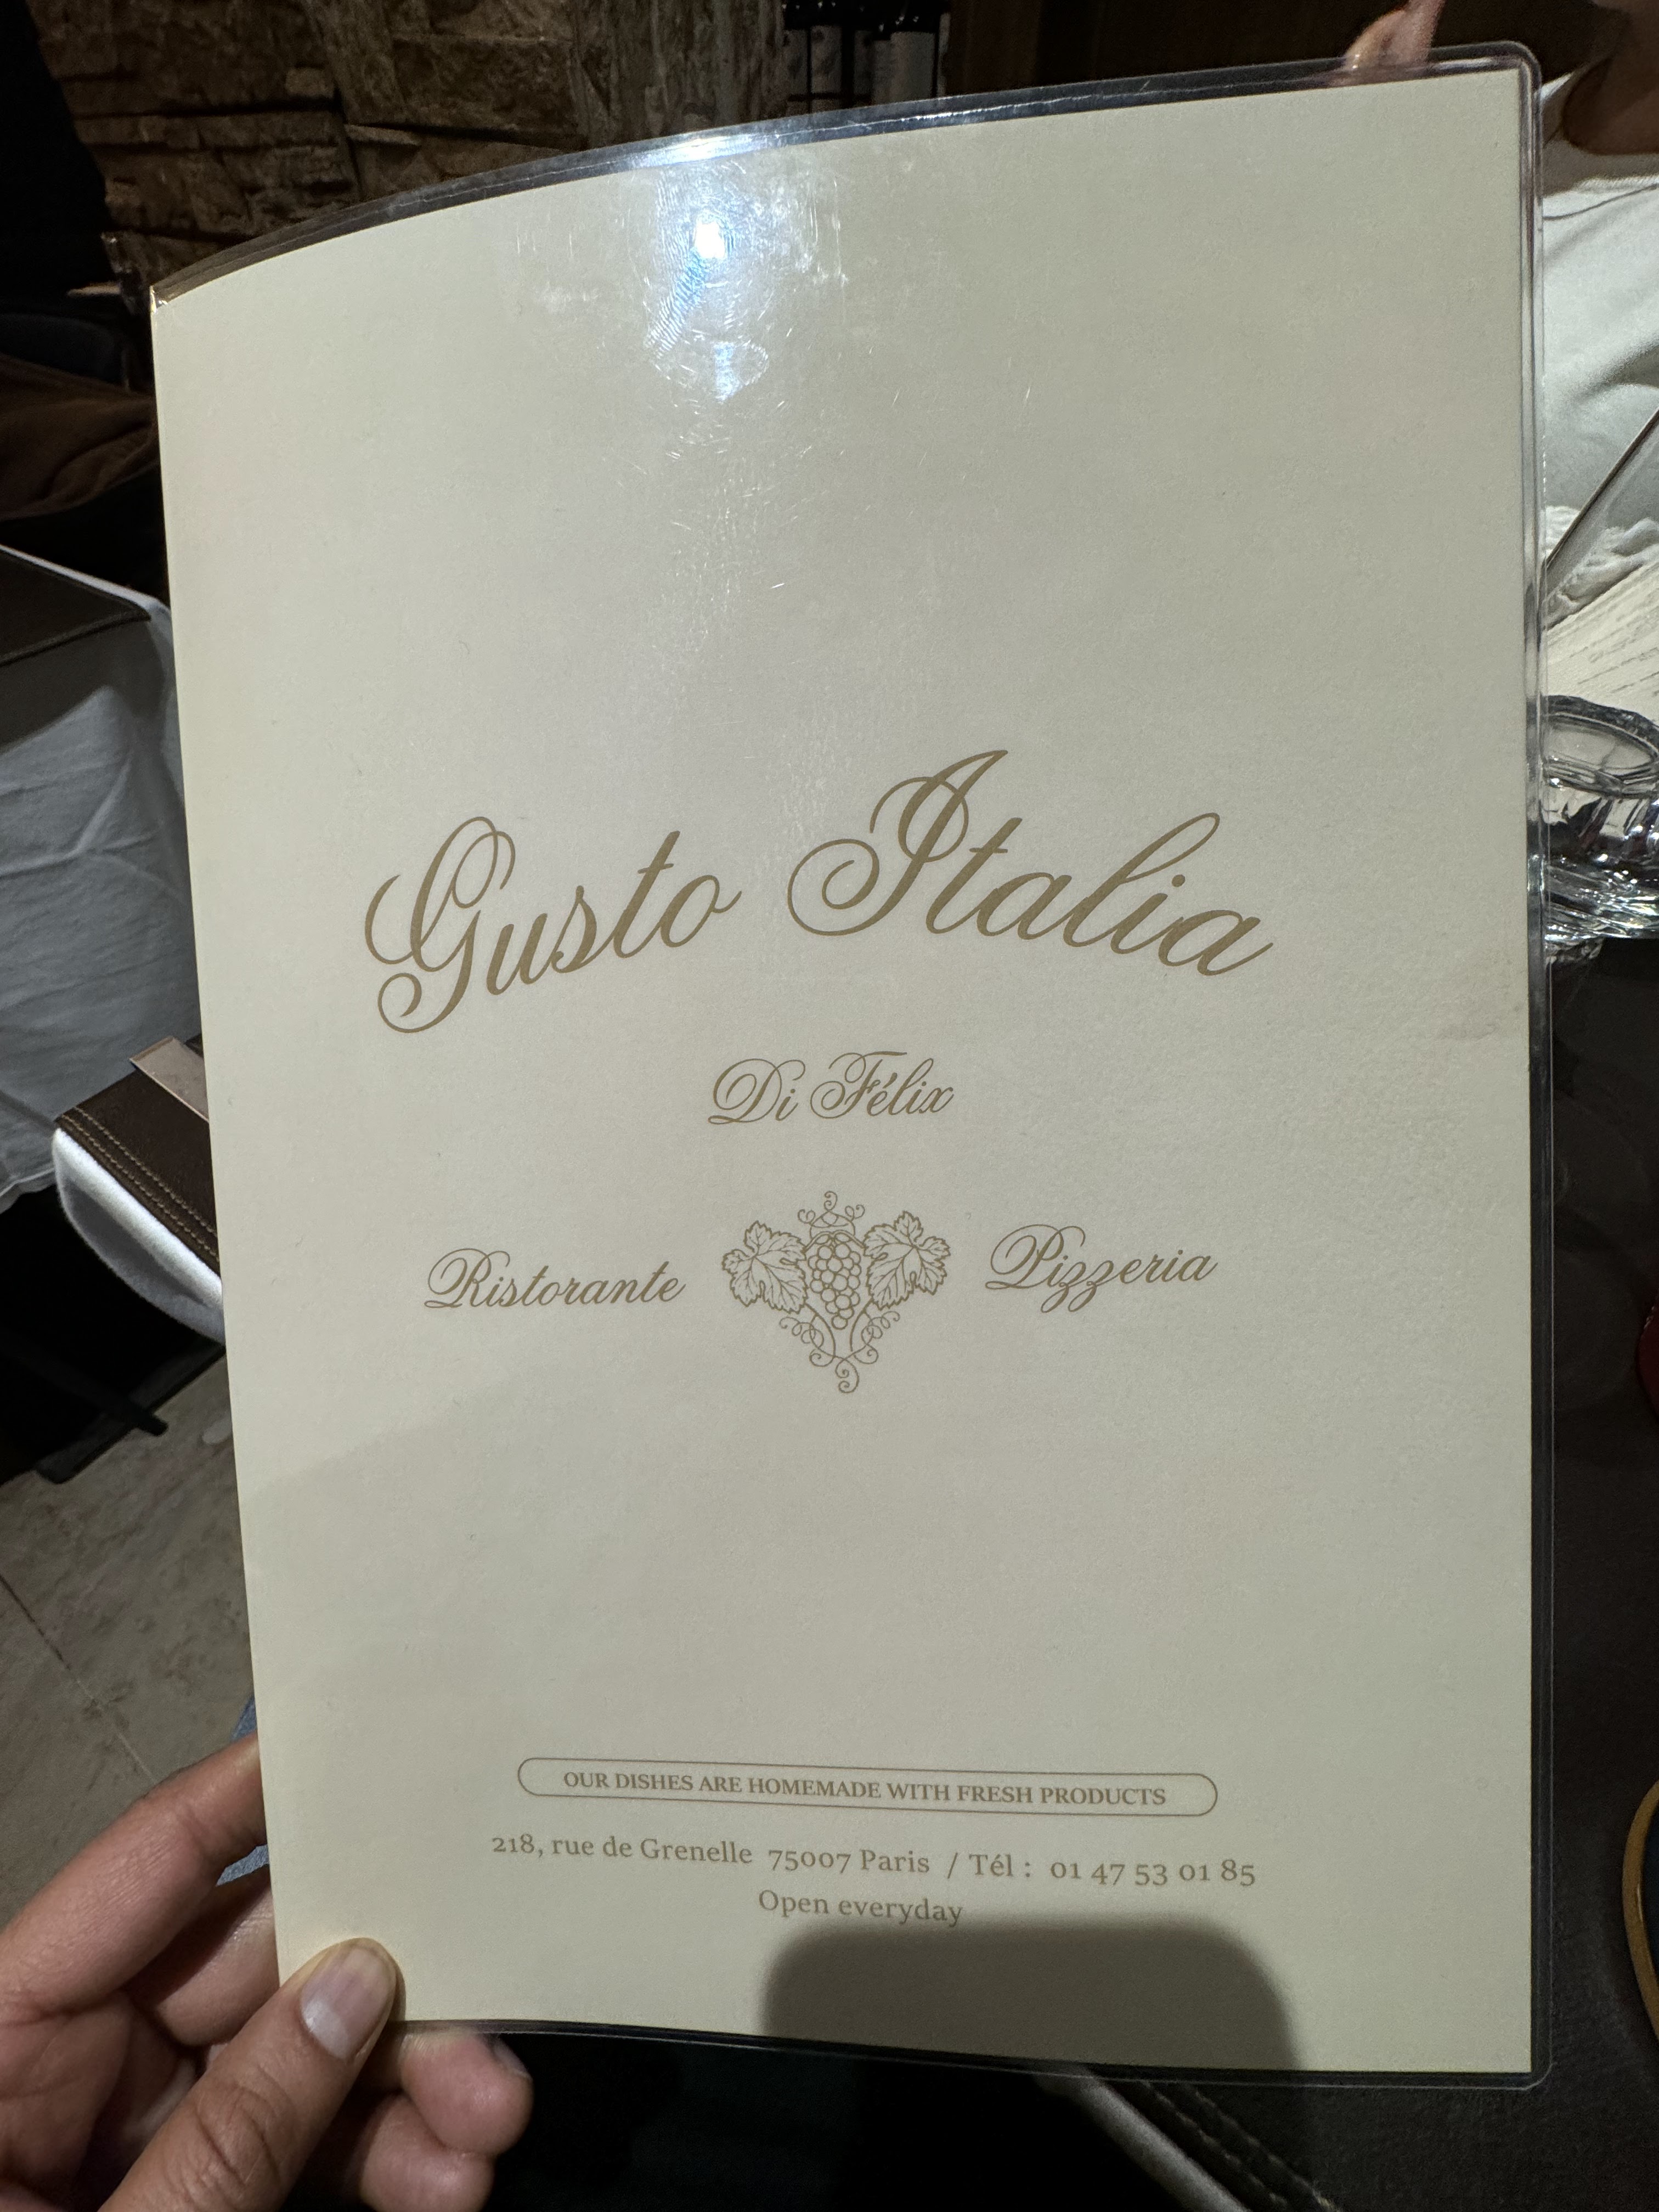 Gusto Italia
Di Félix
Ristorante Pizzeria
OUR DISHES ARE HOMEMADE WITH FRESH PRODUCTS
218, rue de Grenelle 75007 Paris / Tél : 01 47 53 01 85
Open everyday